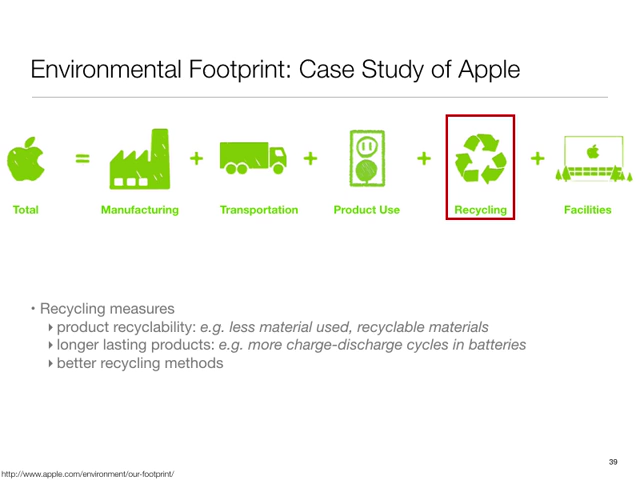 Environmental Footprint: Case Study of Apple
= + + + +
Total Manufacturing Transportation Product Use Recycling Facilities
• Recycling measures
‣ product recyclability: e.g. less material used, recyclable materials
‣ longer lasting products: e.g. more charge-discharge cycles in batteries
‣ better recycling methods
39
http://www.apple.com/environment/our-footprint/